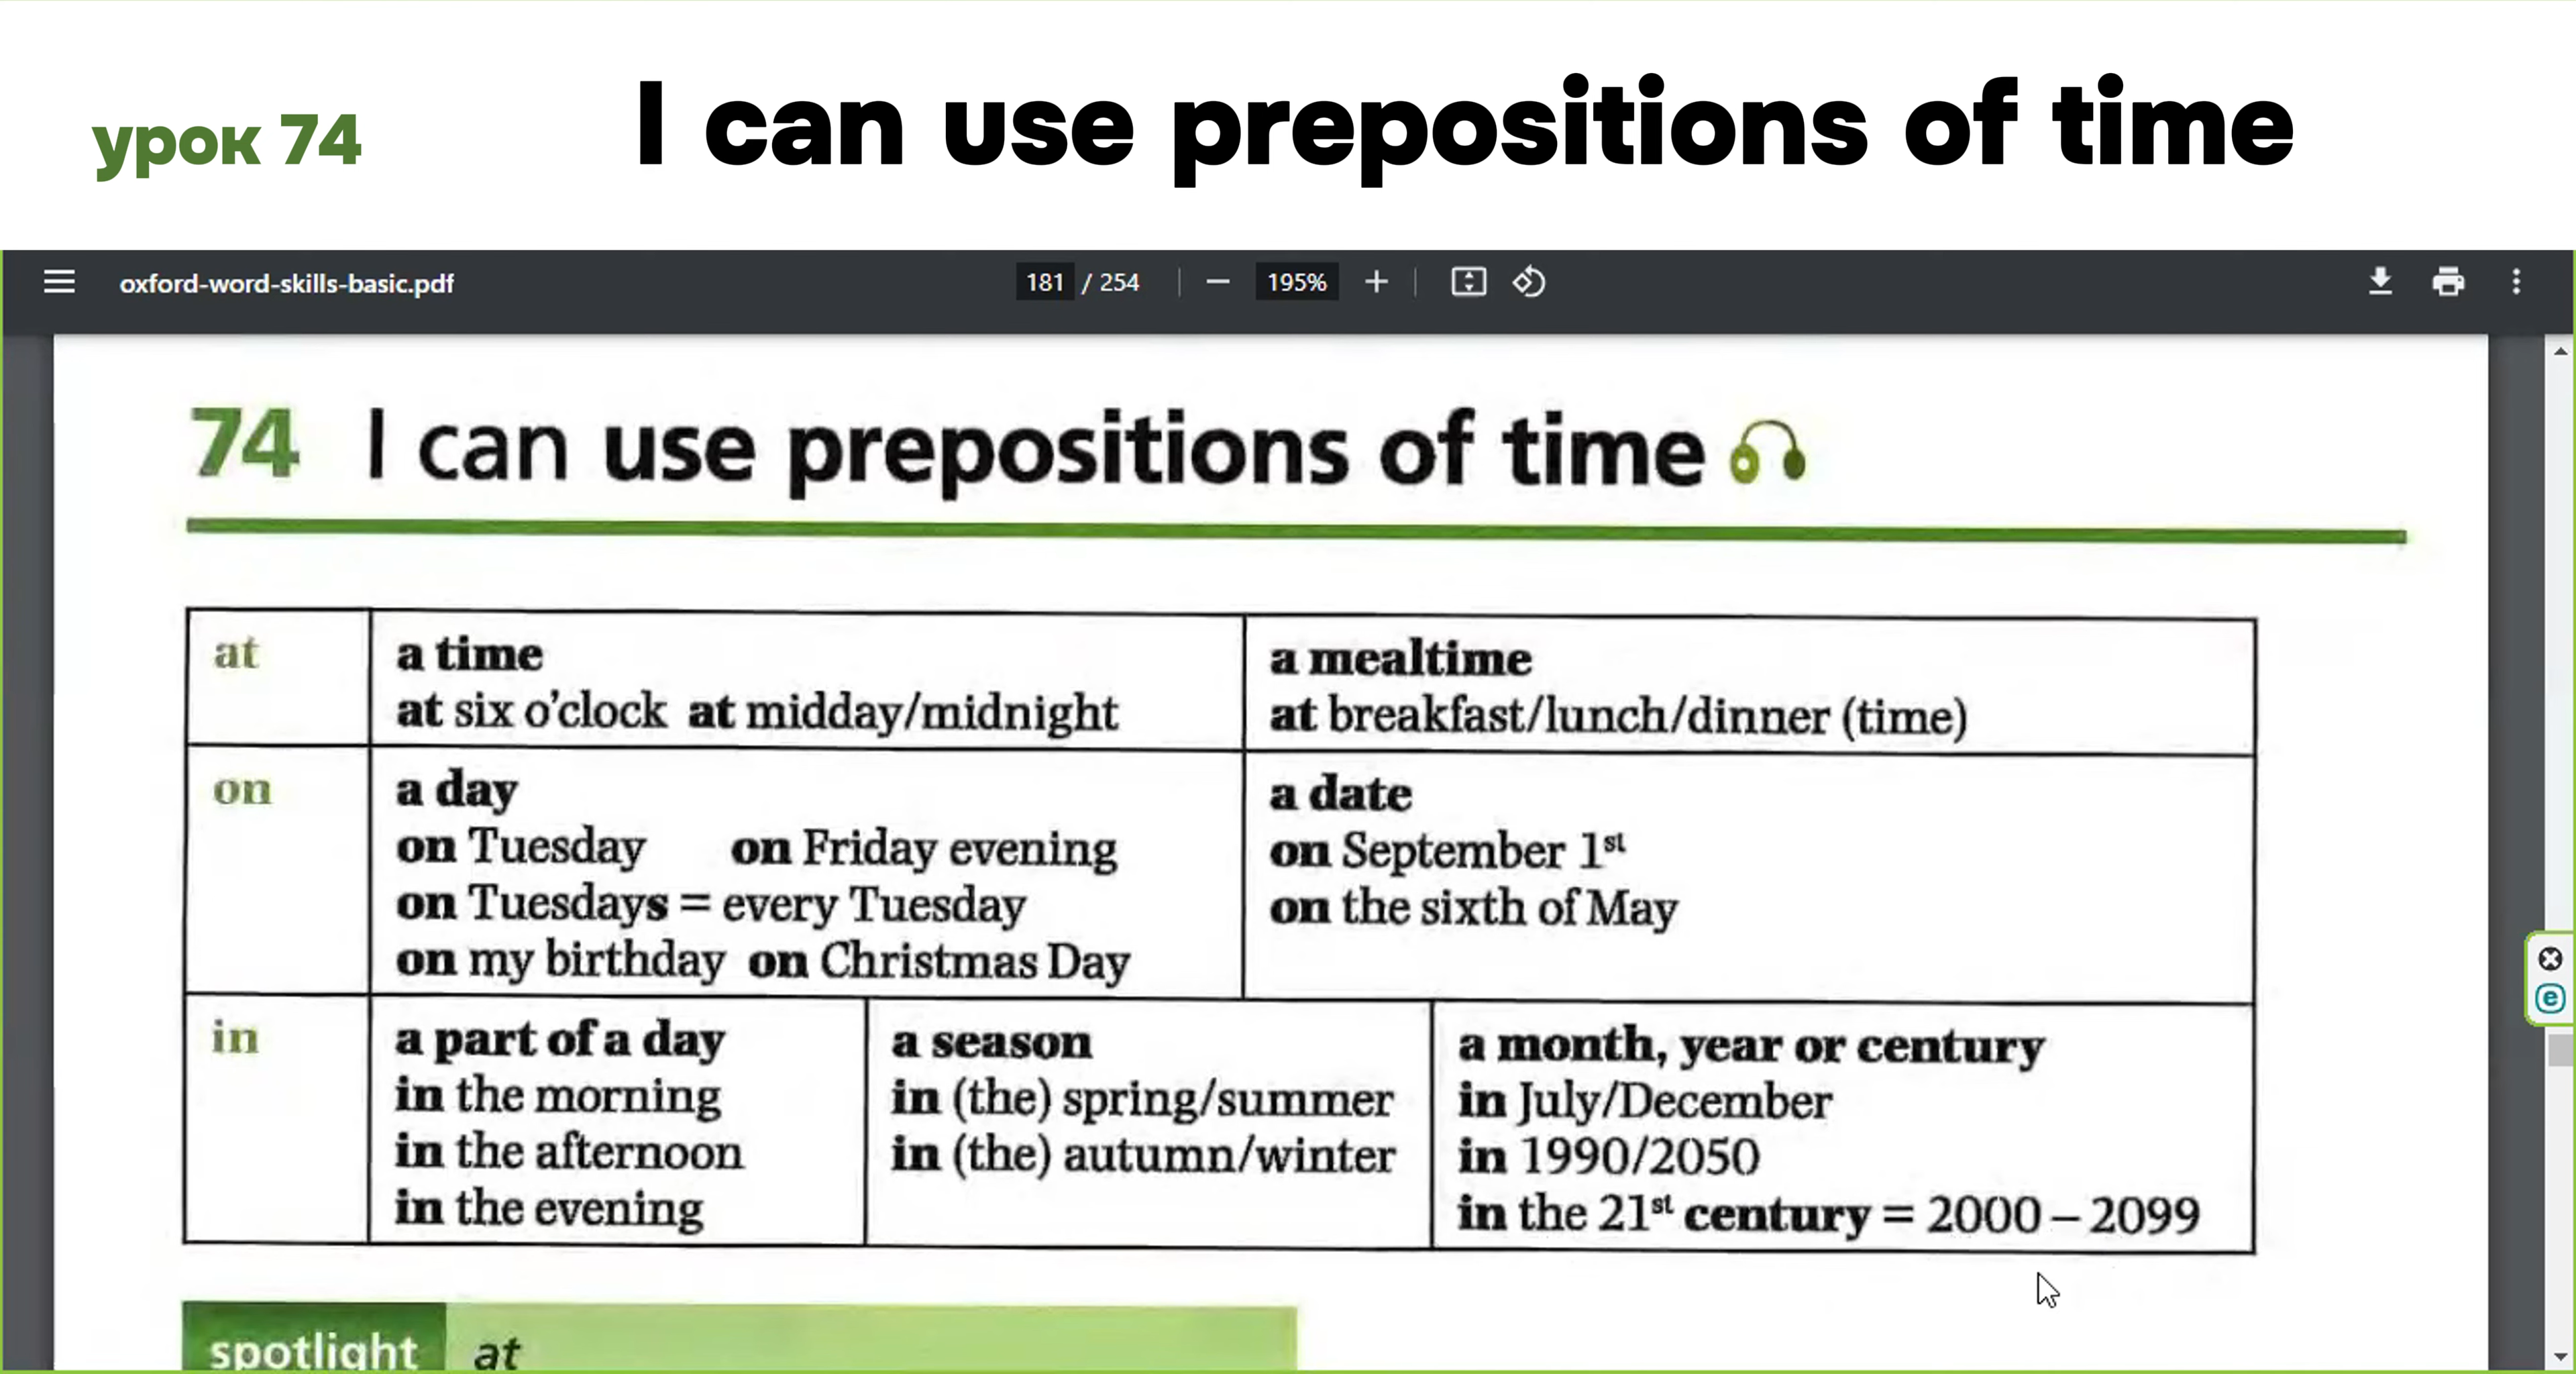 урок 74
I can use prepositions of time
oxford-word-skills-basic.pdf
181 / 254
195%
74 I can use prepositions of time
at
a time
at six o'clock at midday/midnight
a mealtime
at breakfast/lunch/dinner (time)
on
a day
on Tuesday on Friday evening
on Tuesdays = every Tuesday
on my birthday on Christmas Day
a date
on September 1st
on the sixth of May
in
a part of a day
in the morning
in the afternoon
in the evening
a season
in (the) spring/summer
in (the) autumn/winter
a month, year or century
in July/December
in 1990/2050
in the 21st century = 2000 – 2099
spotlight at